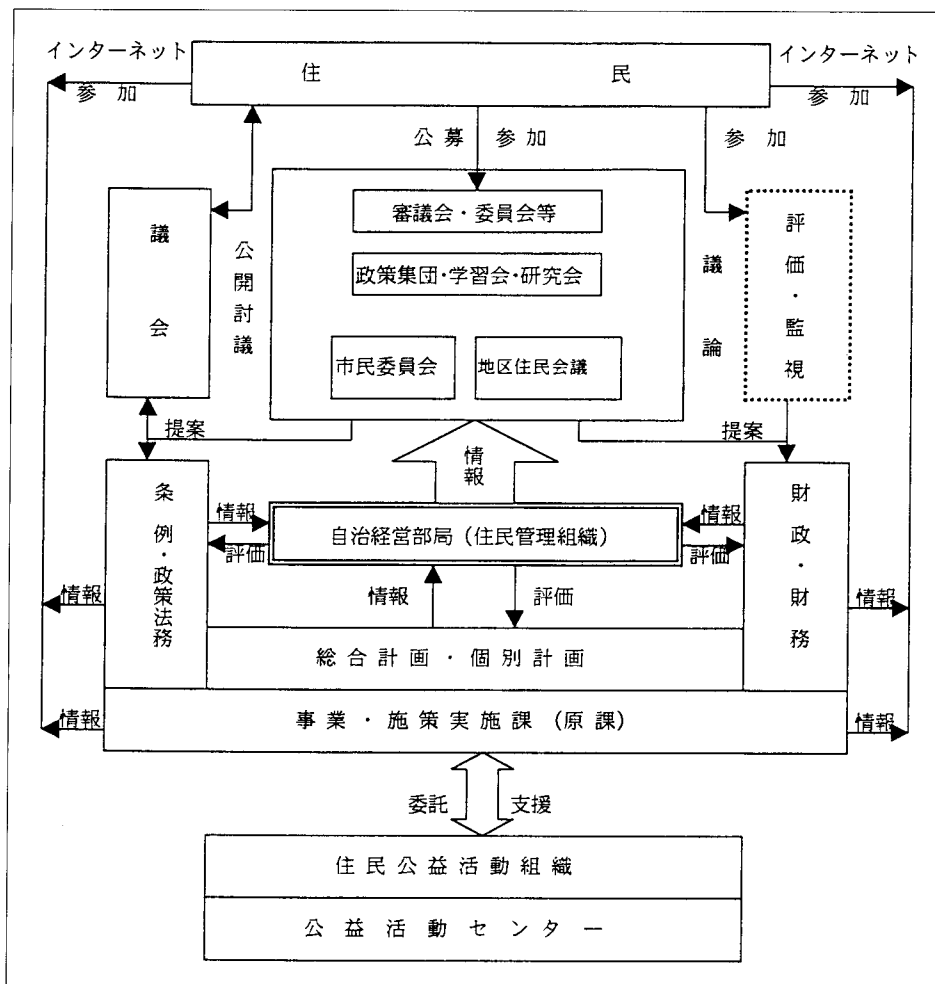 インターネット
インターネット
住民
参加
参加
公募 参加
参加
審議会・委員会等
政策集団・学習会・研究会
市民委員会
地区住民会議
議会
公開討議
議論
評価・監視
提案
提案
情報
条例・政策法務
財政・財務
情報
評価
自治経営部局(住民管理組織)
情報
評価
情報
評価
情報
情報
総合計画・個別計画
事業・施策実施課(原課)
情報
情報
委託
支援
住民公益活動組織
公益活動センター